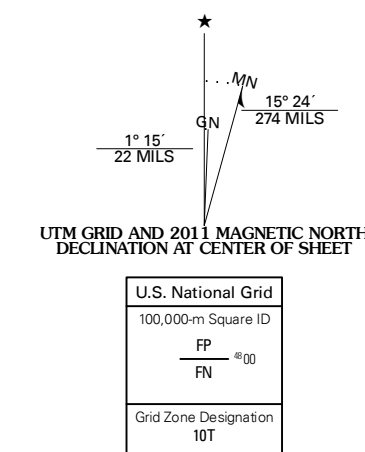 ★
. . . MN
15° 24´
274 MILS
GN
1° 15´
22 MILS
UTM GRID AND 2011 MAGNETIC NORTH
DECLINATION AT CENTER OF SHEET
U.S. National Grid
100,000-m Square ID
FP
⁴⁸00
FN
Grid Zone Designation
10T